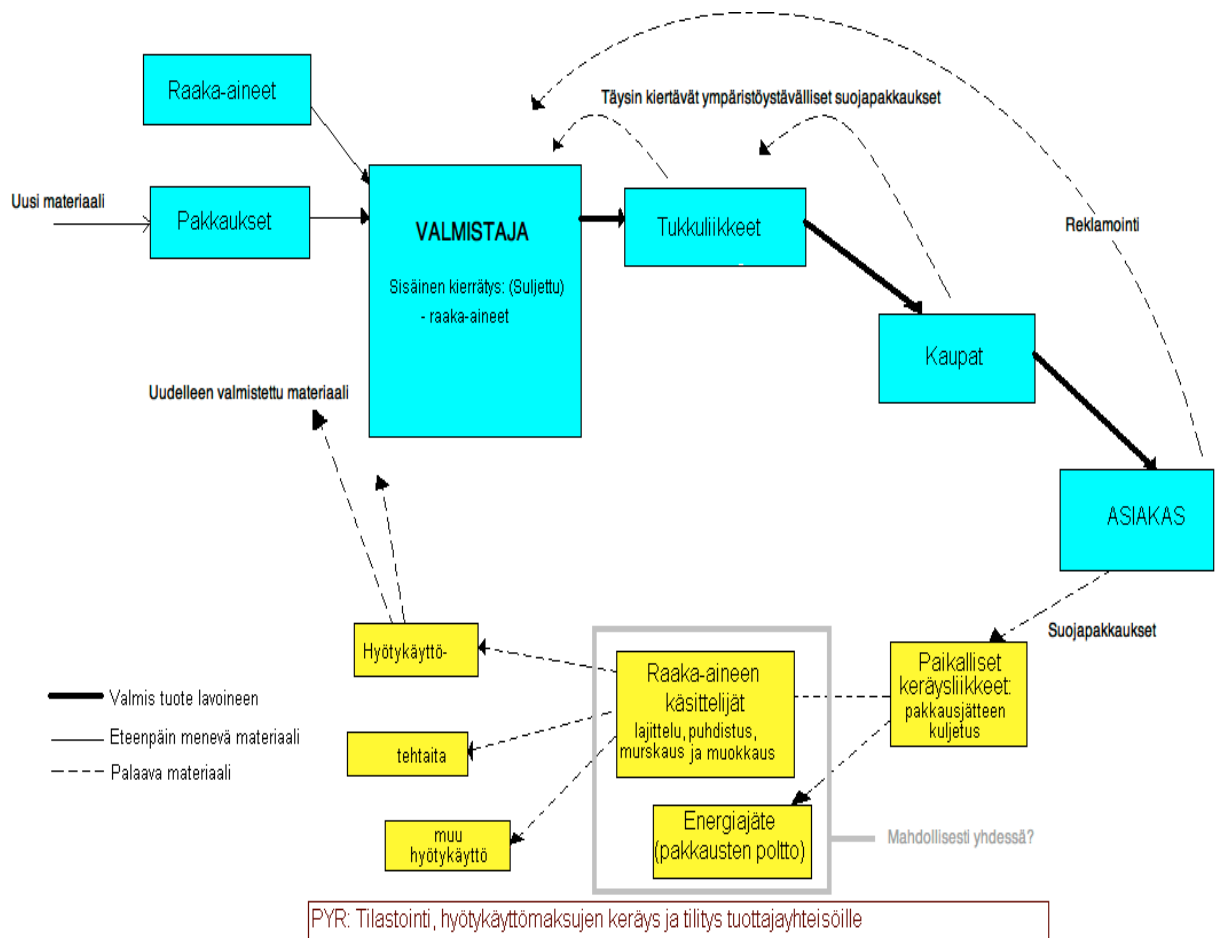 Raaka-aineet
Täysin kiertävät ympäristöystävälliset suojapakkaukset
Uusi materiaali
Pakkaukset
VALMISTAJA
Sisäinen kierrätys: (Suljettu)
- raaka-aineet
Tukkuliikkeet
Reklamointi
Kaupat
Uudelleen valmistettu materiaali
ASIAKAS
Suojapakkaukset
Hyötykäyttö-
Raaka-aineen
käsittelijät
lajittelu, puhdistus,
murskaus ja muokkaus
Paikalliset
keräysliikkeet:
pakkausjätteen
kuljetus
Valmis tuote lavoineen
Eteenpäin menevä materiaali
Palaava materiaali
tehtaita
muu
hyötykäyttö
Energiajäte
(pakkausten poltto)
Mahdollisesti yhdessä?
PYR: Tilastointi, hyötykäyttömaksujen keräys ja tilitys tuottajayhteisöille